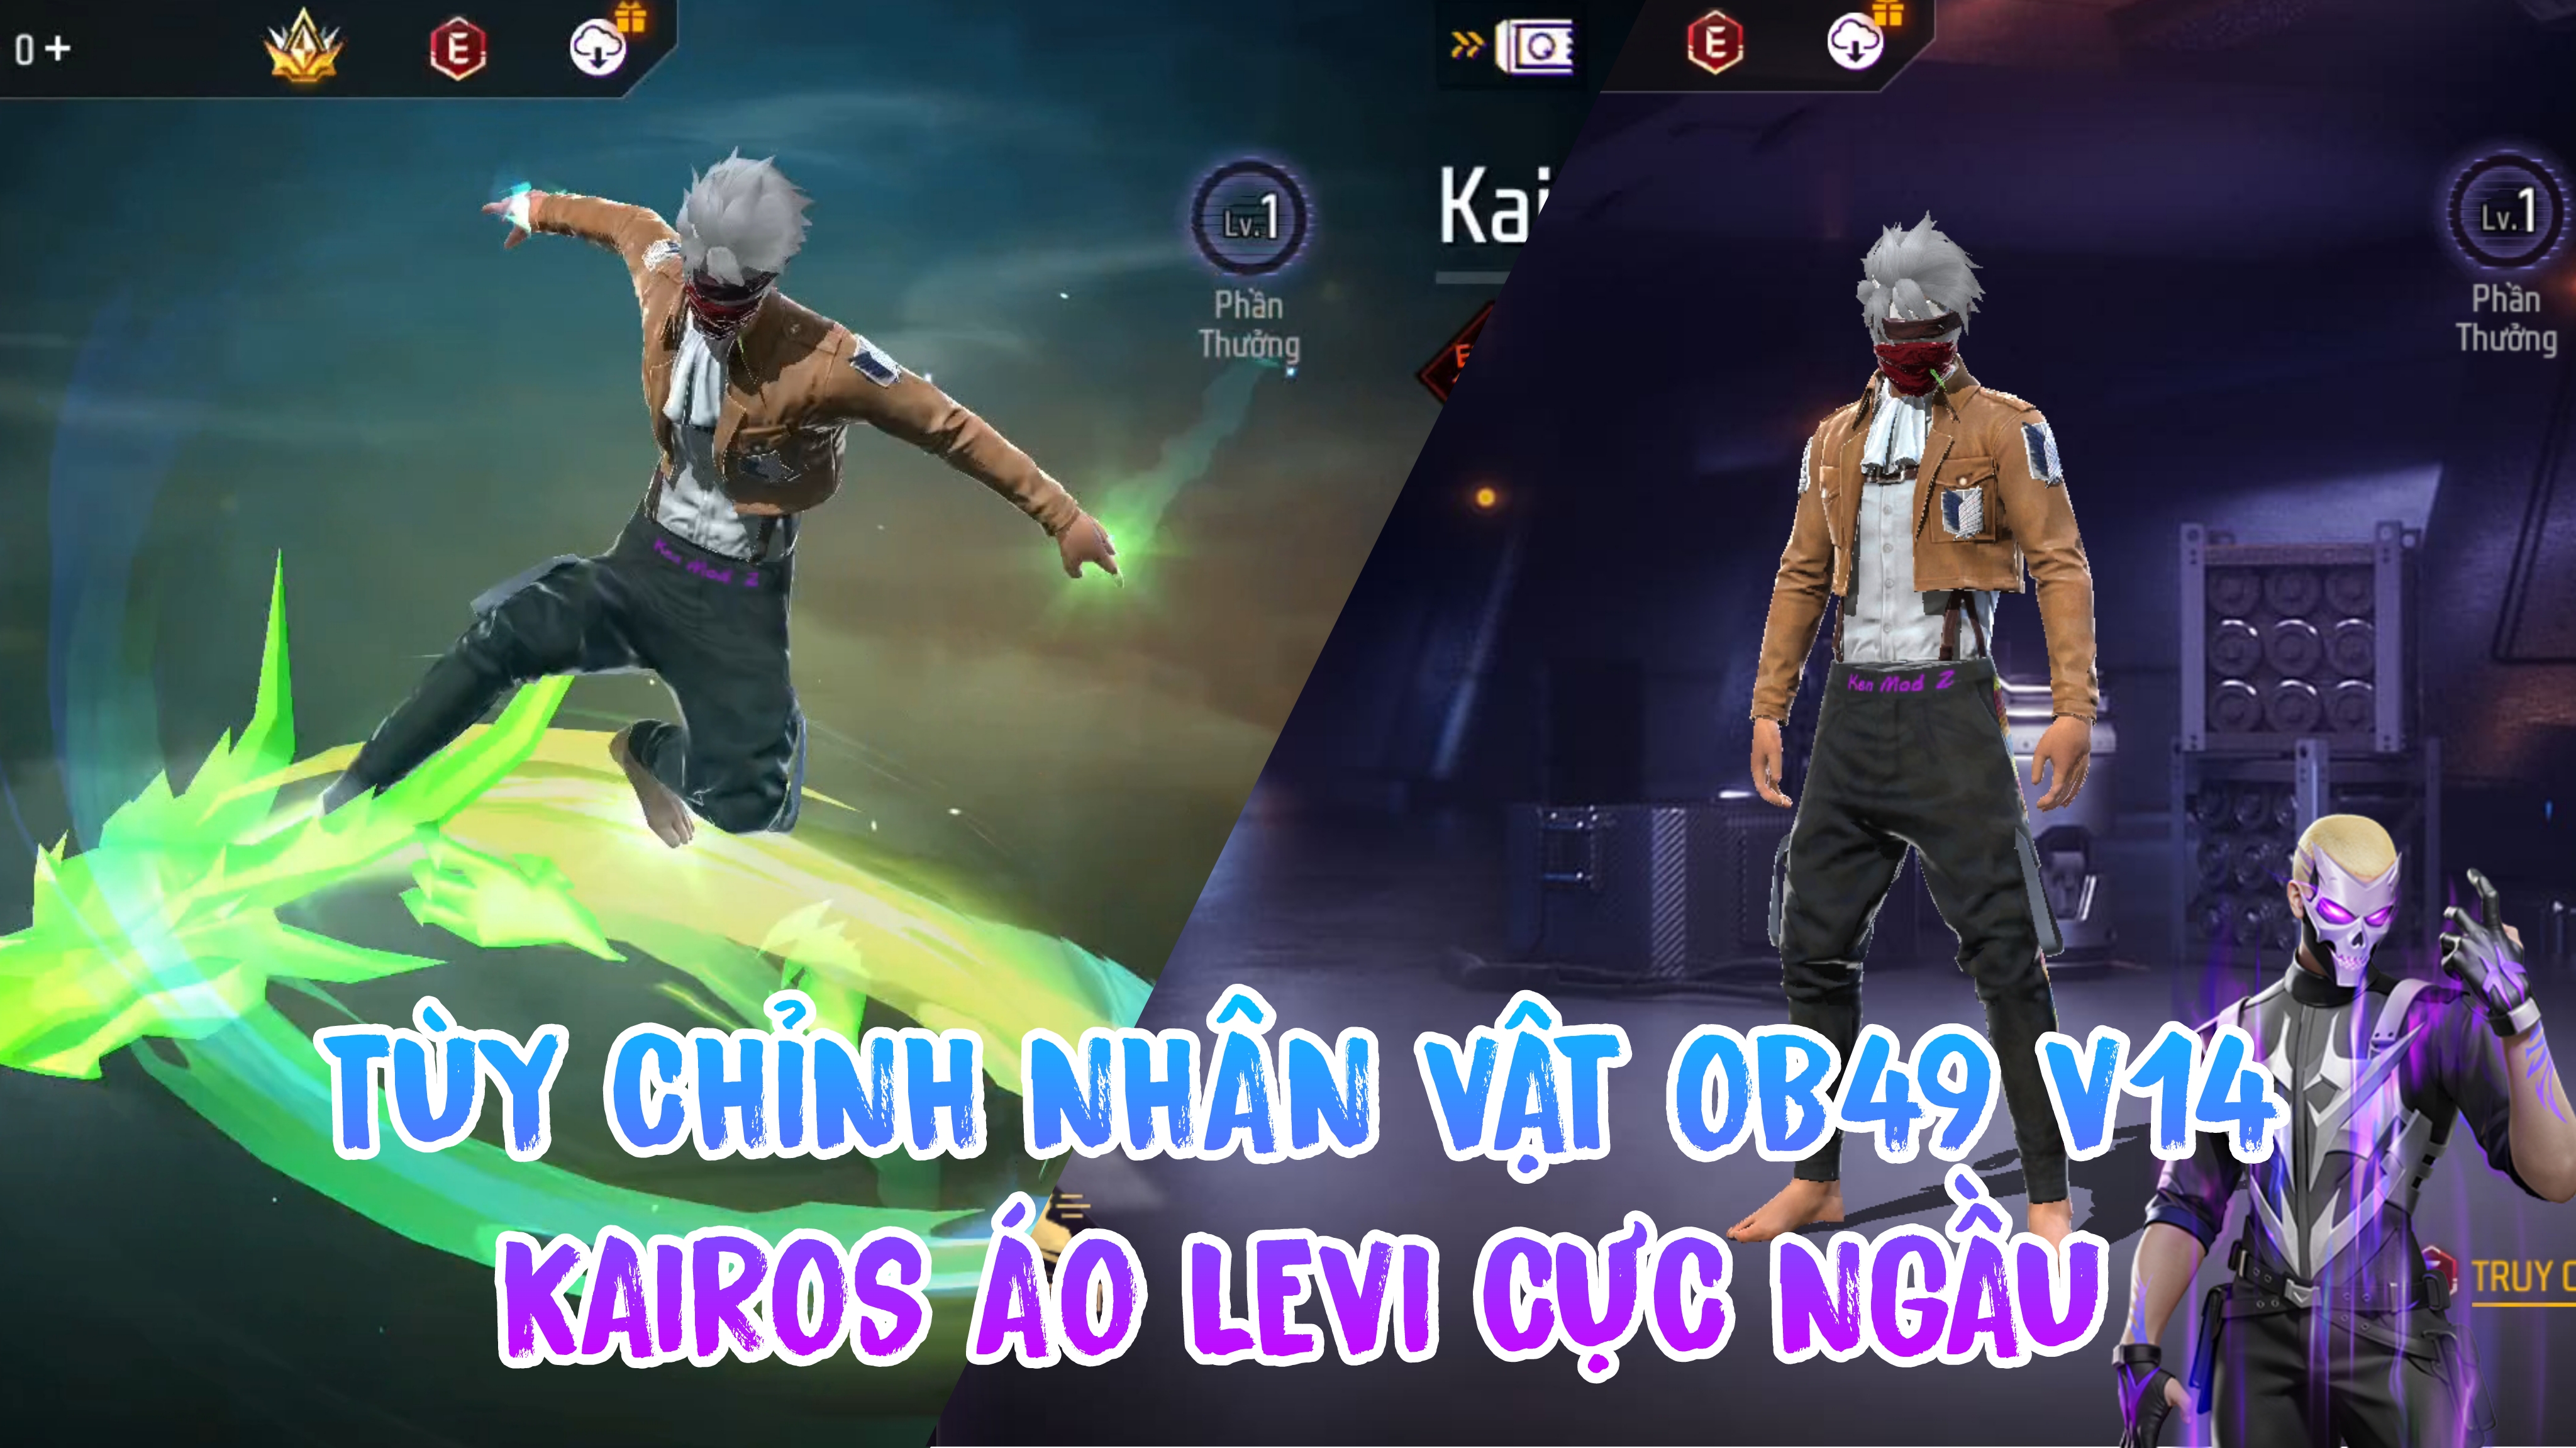 0+
E
E
Lv.1
Phần
Thưởng
Kai
Lv.1
Phần
Thưởng
Ken Mod Z
Ken Mod Z
TÙY CHỈNH NHÂN VẬT OB49 V14
KAIROS ÁO LEVI CỰC NGẦU
TRUY C